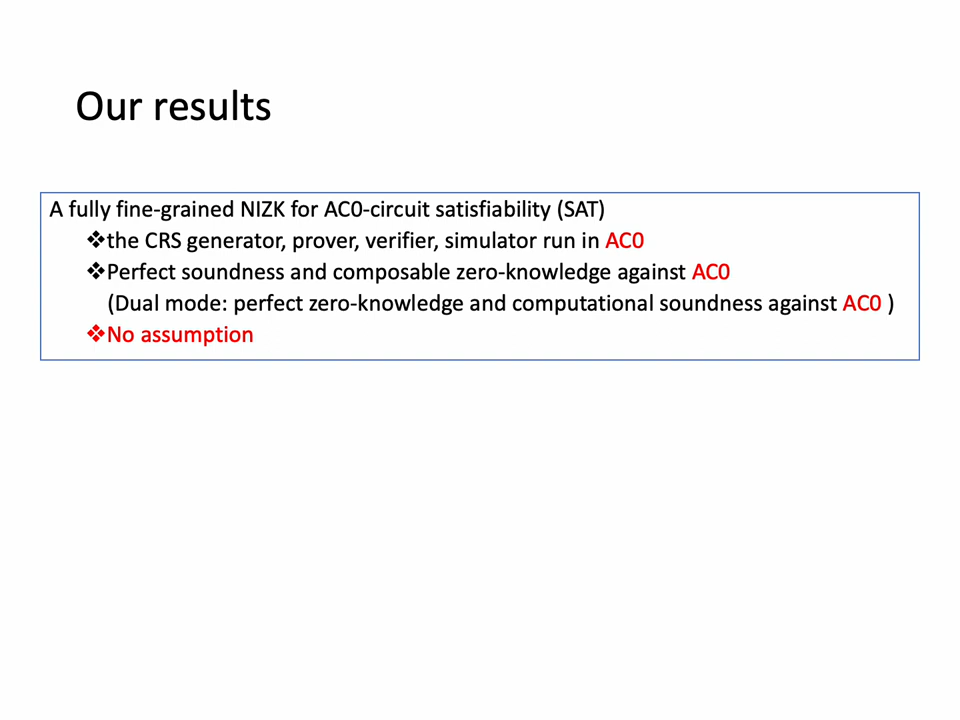 Our results
A fully fine-grained NIZK for AC0-circuit satisfiability (SAT)
❖the CRS generator, prover, verifier, simulator run in AC0
❖Perfect soundness and composable zero-knowledge against AC0
(Dual mode: perfect zero-knowledge and computational soundness against AC0 )
❖No assumption